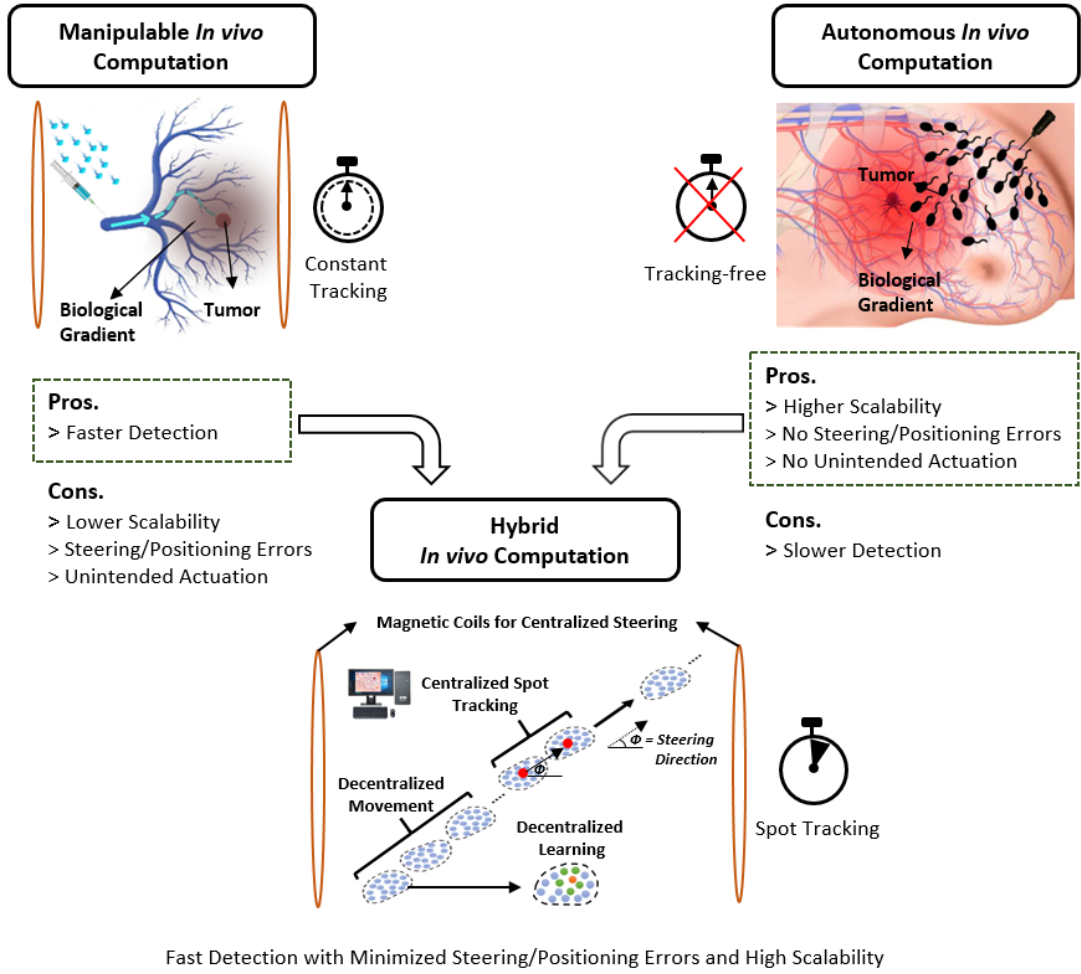 Manipulable In vivo
Computation
Autonomous In vivo
Computation
Biological
Gradient
Tumor
Constant
Tracking
Tracking-free
Tumor
Biological
Gradient
Pros.
> Faster Detection
Cons.
> Lower Scalability
> Steering/Positioning Errors
> Unintended Actuation
Pros.
> Higher Scalability
> No Steering/Positioning Errors
> No Unintended Actuation
Cons.
> Slower Detection
Hybrid
In vivo Computation
Magnetic Coils for Centralized Steering
Centralized Spot
Tracking
Φ = Steering
Direction
Φ
Decentralized
Movement
Decentralized
Learning
Spot Tracking
Fast Detection with Minimized Steering/Positioning Errors and High Scalability